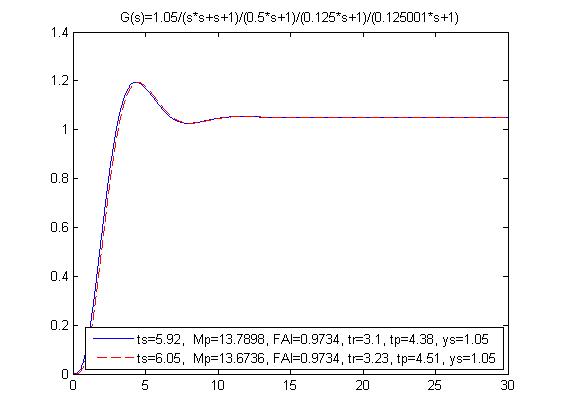 G(s)=1.05/(s*s+s+1)/(0.5*s+1)/(0.125*s+1)/(0.125001*s+1)
1.4
1.2
1
0.8
0.6
0.4
0.2
0
ts=5.92, Mp=13.7898, FAI=0.9734, tr=3.1, tp=4.38, ys=1.05
ts=6.05, Mp=13.6736, FAI=0.9734, tr=3.23, tp=4.51, ys=1.05
0 5 10 15 20 25 30